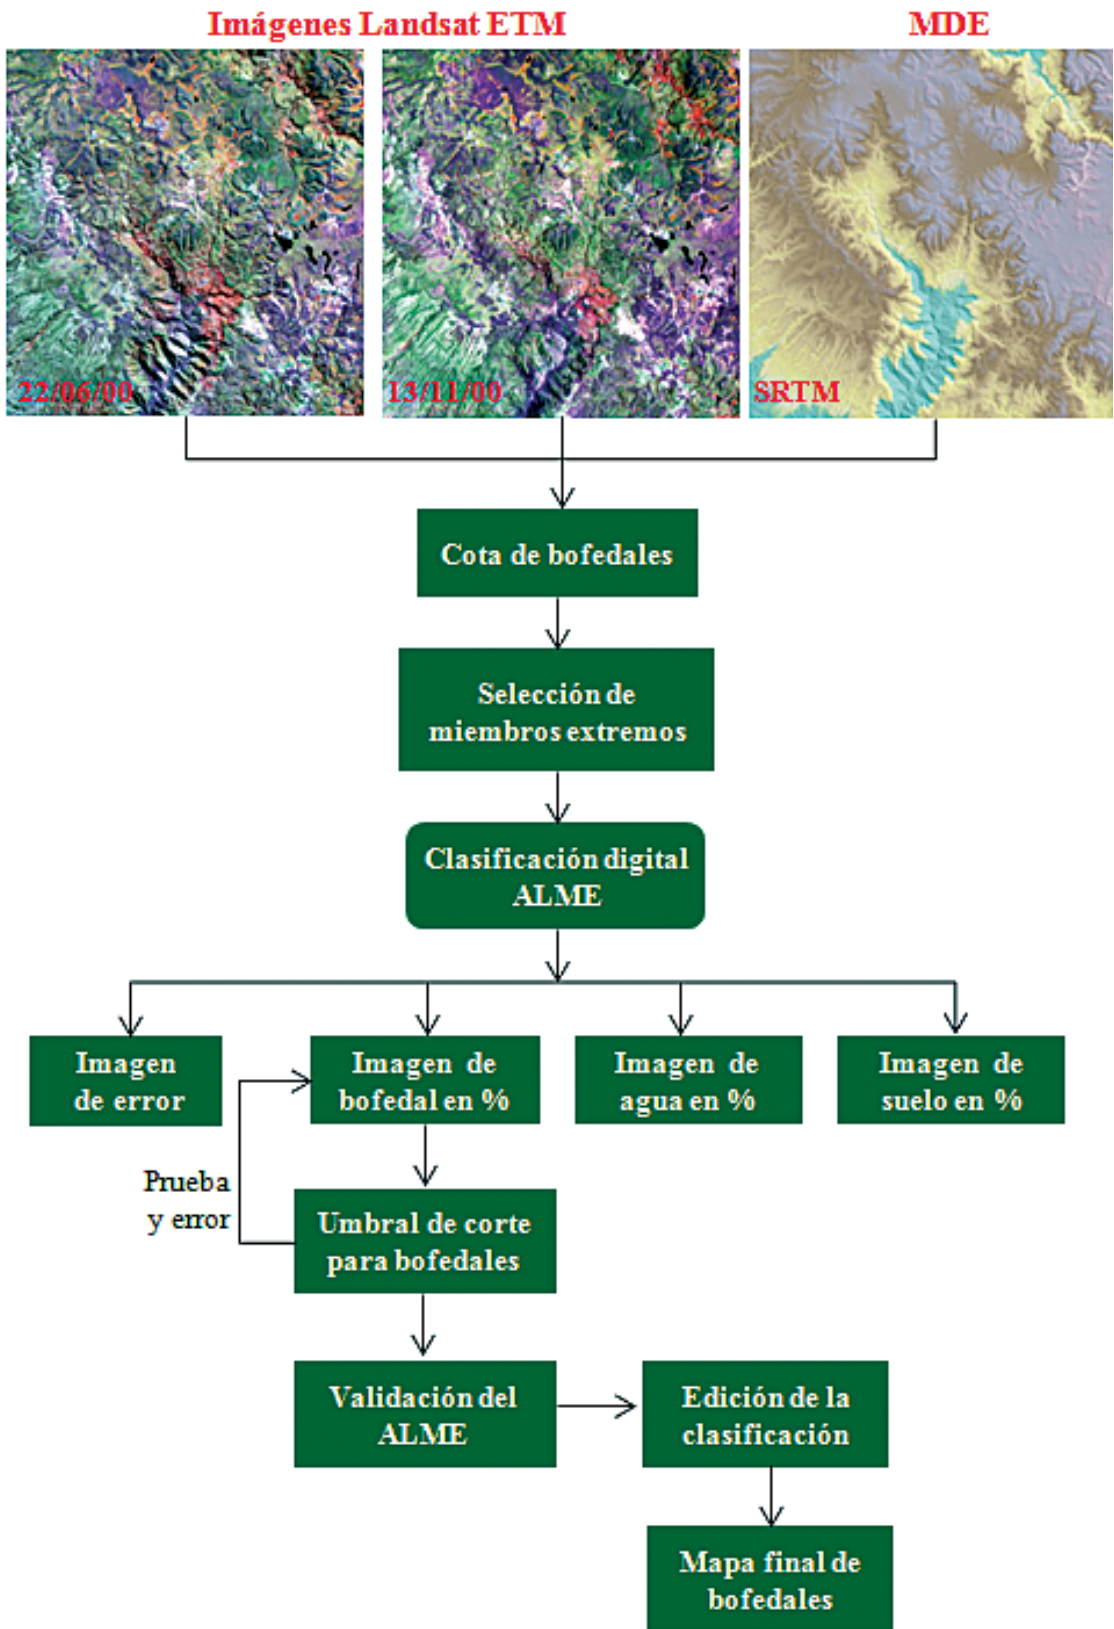 Imágenes Landsat ETM
MDE
22/06/00
13/11/00
SRTM
Cota de bofedales
Selección de
miembros extremos
Clasificación digital
ALME
Imagen
de error
Imagen de
bofedal en %
Imagen de
agua en %
Imagen de
suelo en %
Prueba
y error
Umbral de corte
para bofedales
Validación del
ALME
Edición de la
clasificación
Mapa final de
bofedales